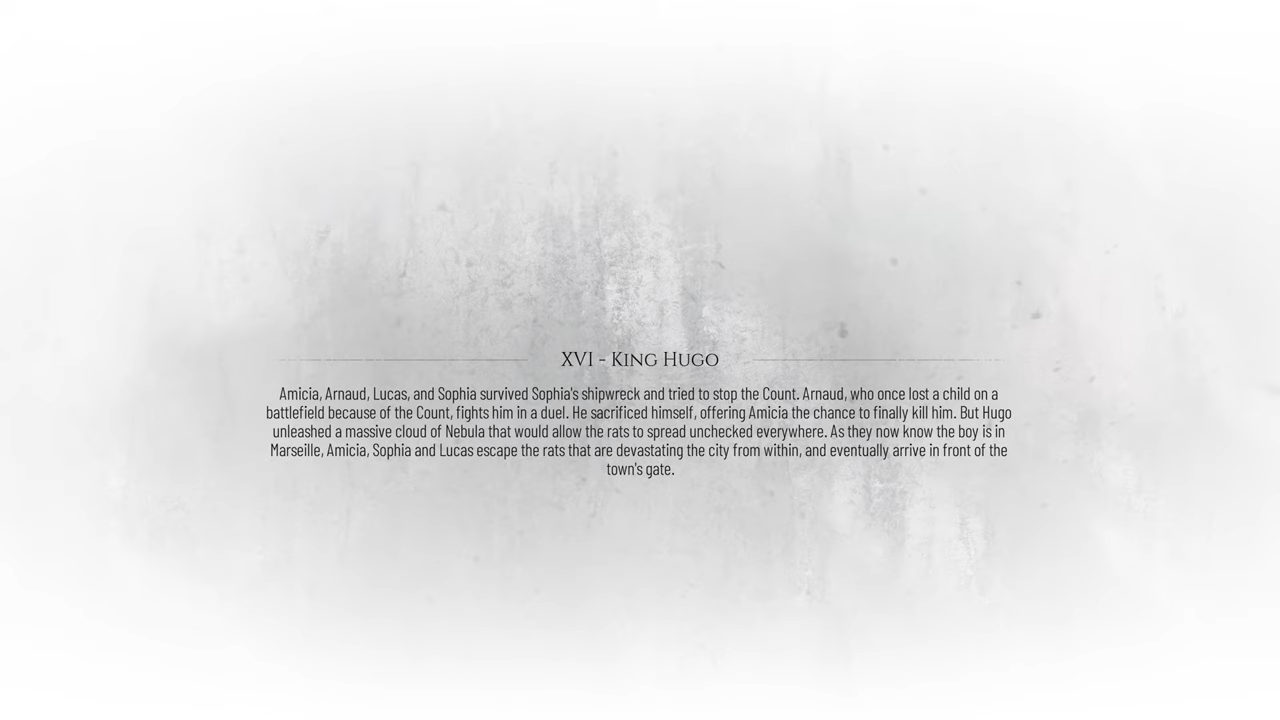 XVI - King Hugo
Amicia, Arnaud, Lucas, and Sophia survived Sophia's shipwreck and tried to stop the Count. Arnaud, who once lost a child on a
battlefield because of the Count, fights him in a duel. He sacrificed himself, offering Amicia the chance to finally kill him. But Hugo
unleashed a massive cloud of Nebula that would allow the rats to spread unchecked everywhere. As they now know the boy is in
Marseille, Amicia, Sophia and Lucas escape the rats that are devastating the city from within, and eventually arrive in front of the
town's gate.